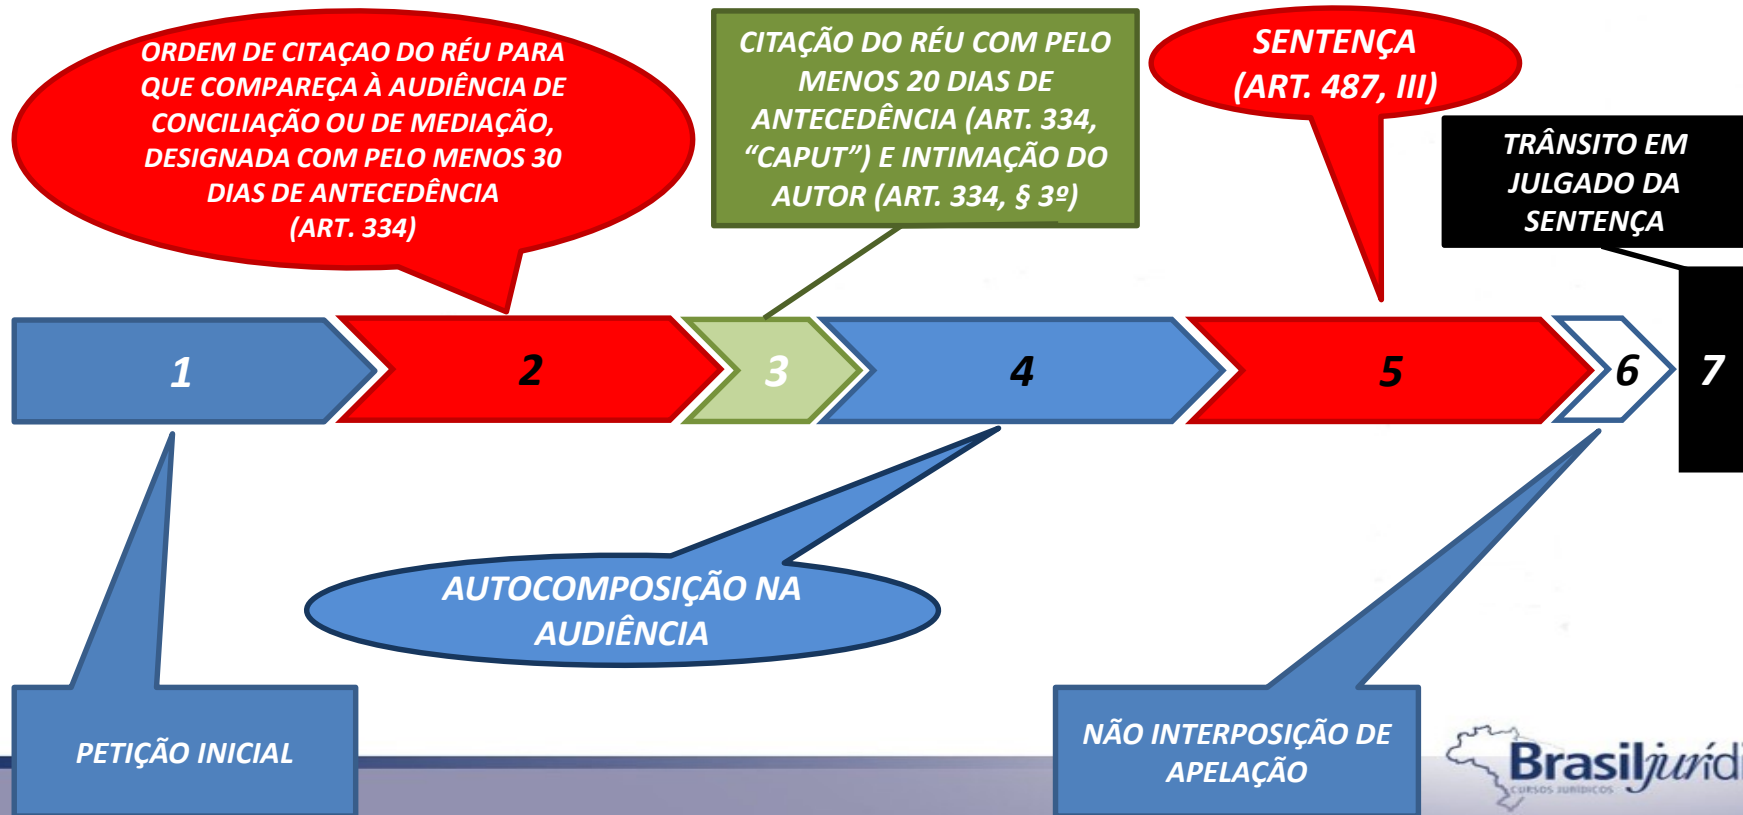 ORDEM DE CITAÇAO DO RÉU PARA
QUE COMPAREÇA À AUDIÊNCIA DE
CONCILIAÇÃO OU DE MEDIAÇÃO,
DESIGNADA COM PELO MENOS 30
DIAS DE ANTECEDÊNCIA
(ART. 334)
CITAÇÃO DO RÉU COM PELO
MENOS 20 DIAS DE
ANTECEDÊNCIA (ART. 334,
“CAPUT”) E INTIMAÇÃO DO
AUTOR (ART. 334, § 3º)
SENTENÇA
(ART. 487, III)
TRÂNSITO EM
JULGADO DA
SENTENÇA
1
2
3
4
5
6
7
AUTOCOMPOSIÇÃO NA
AUDIÊNCIA
PETIÇÃO INICIAL
NÃO INTERPOSIÇÃO DE
APELAÇÃO
Brasiljurídi
CURSOS JURÍDICOS